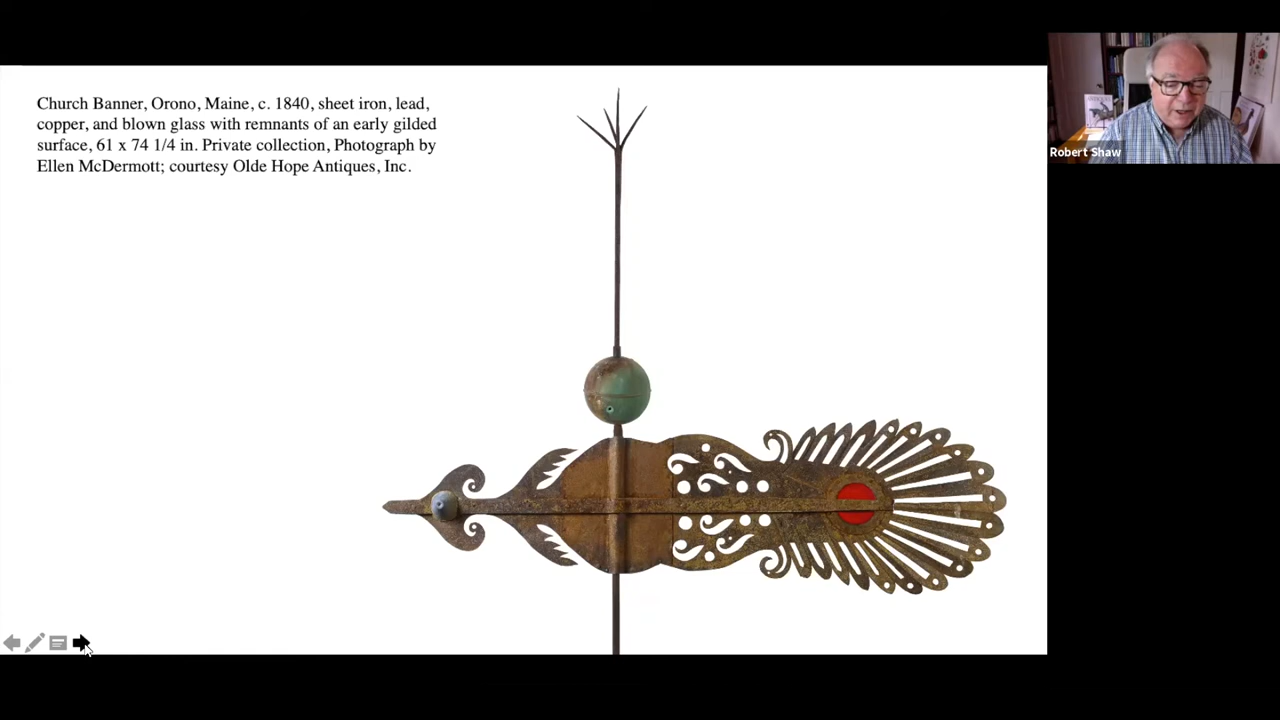 Church Banner, Orono, Maine, c. 1840, sheet iron, lead,
copper, and blown glass with remnants of an early gilded
surface, 61 x 74 1/4 in. Private collection, Photograph by
Ellen McDermott; courtesy Olde Hope Antiques, Inc.
Robert Shaw